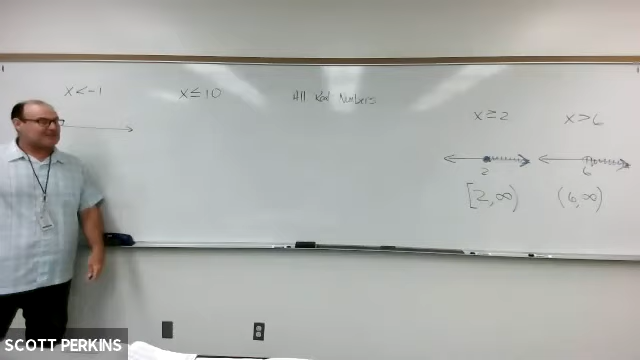 x < -1
x ≤ 10
All Real Numbers
x ≥ 2
x > 6
2
6
[2, ∞)
(6, ∞)
SCOTT PERKINS